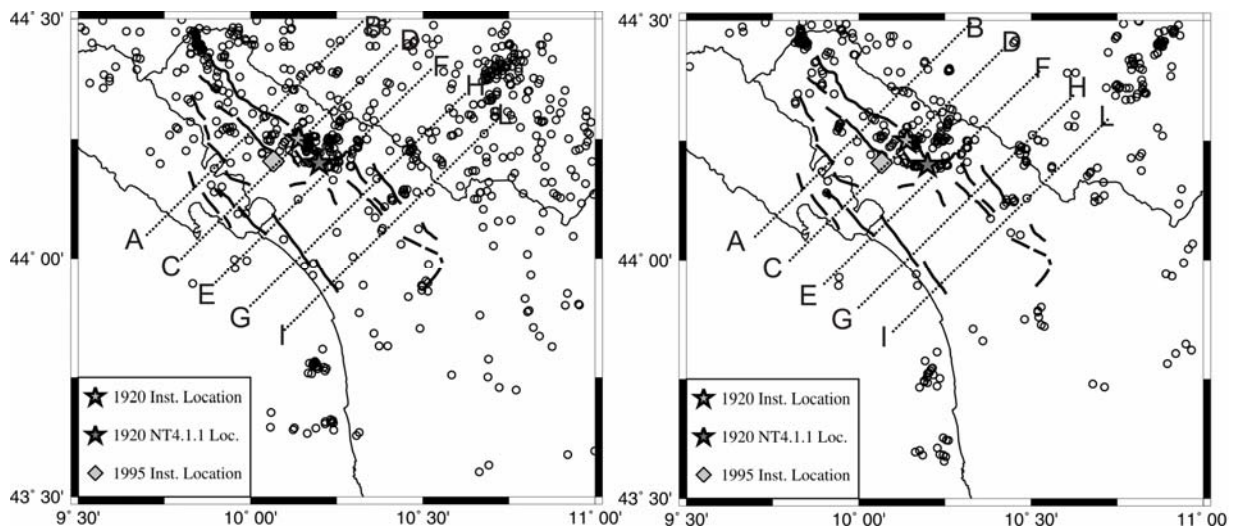 44° 30'
44° 00'
43° 30'
9° 30'
10° 00'
10° 30'
11° 00'
B
D
F
H
L
A
C
E
G
I
1920 Inst. Location
1920 NT4.1.1 Loc.
1995 Inst. Location
44° 30'
44° 00'
43° 30'
9° 30'
10° 00'
10° 30'
11° 00'
B
D
F
H
L
A
C
E
G
I
1920 Inst. Location
1920 NT4.1.1 Loc.
1995 Inst. Location